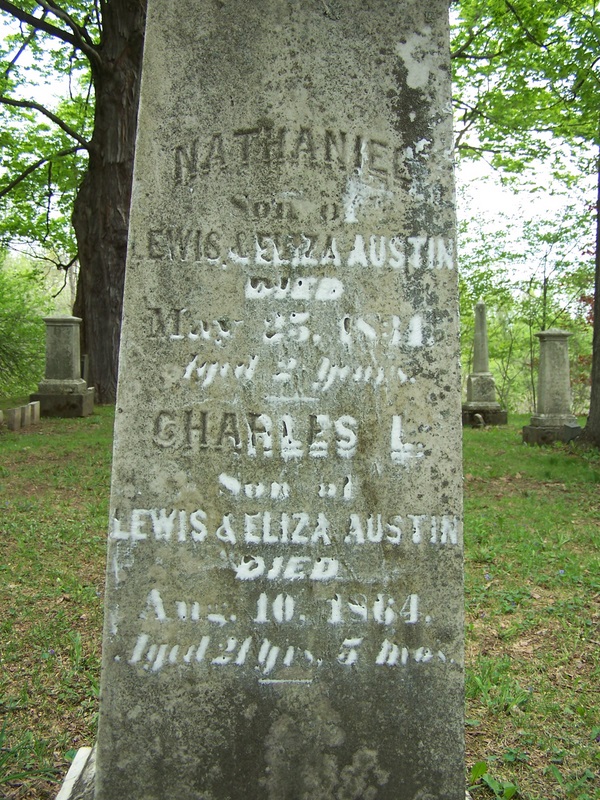 NATHANIEL
Son of
LEWIS & ELIZA AUSTIN
DIED
May 25, 1834.
Aged 2 years.
CHARLES L.
Son of
LEWIS & ELIZA AUSTIN
DIED
Aug. 10, 1864.
Aged 21 yrs. 5 mos.